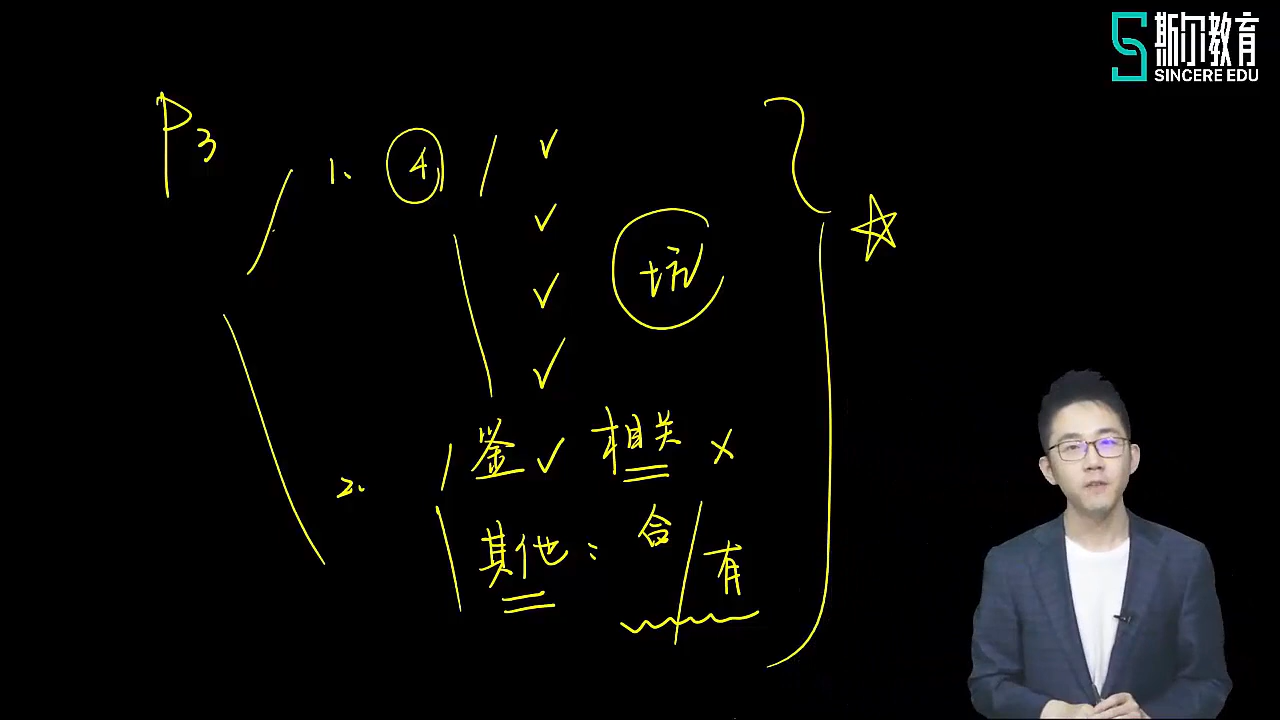 斯尔教育
SINCERE EDU
P3
1. 4 ✓
✓
坑
✓
✓
鉴 ✓ 相关 ×
2.
其他: 合/有